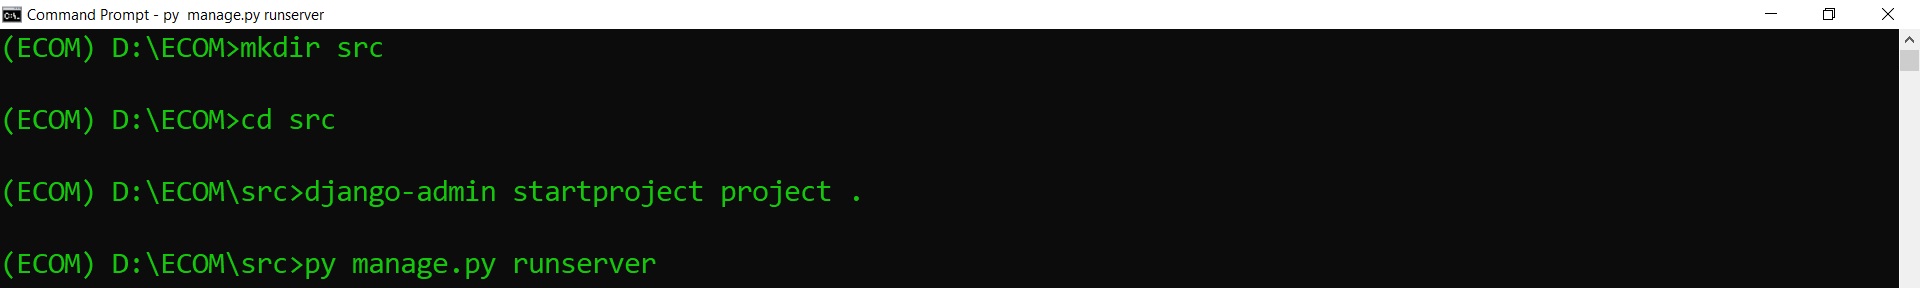 Command Prompt - py  manage.py runserver
(ECOM) D:\ECOM>mkdir src
(ECOM) D:\ECOM>cd src
(ECOM) D:\ECOM\src>django-admin startproject project .
(ECOM) D:\ECOM\src>py manage.py runserver